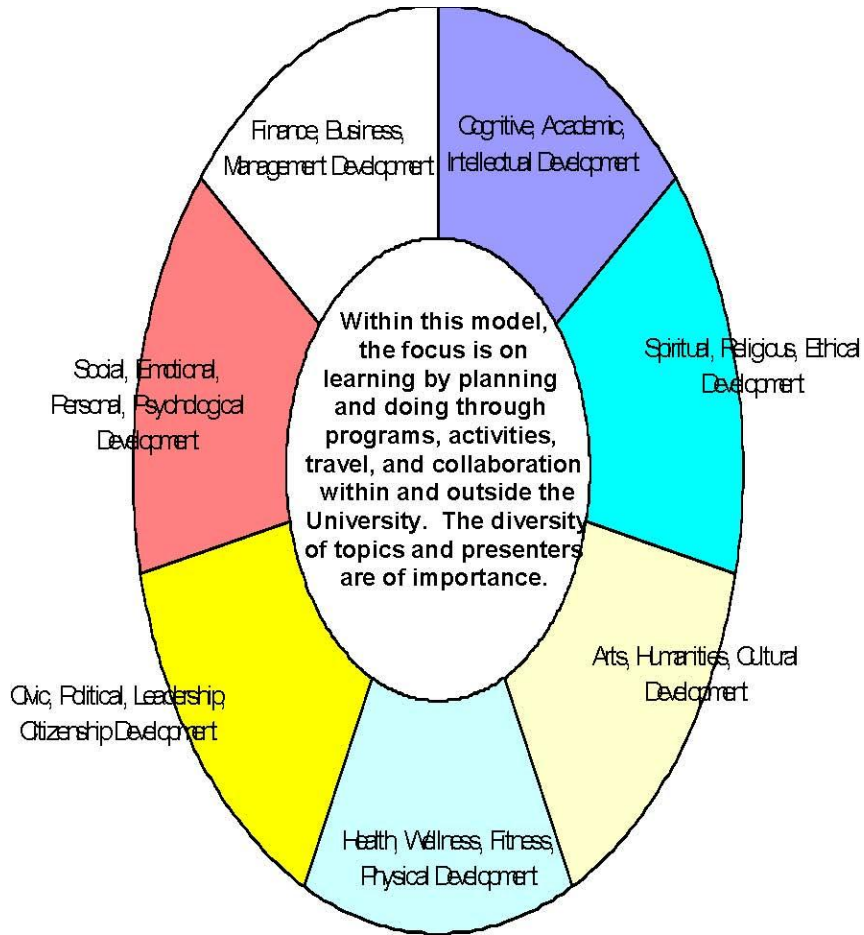 Finance, Business,
Management Development
Cognitive, Academic,
Intellectual Development
Spiritual, Religious, Ethical
Development
Arts, Humanities, Cultural
Development
Health, Wellness, Fitness,
Physical Development
Civic, Political, Leadership,
Citizenship Development
Social, Emotional,
Personal, Psychological
Development
Within this model,
the focus is on
learning by planning
and doing through
programs, activities,
travel, and collaboration
within and outside the
University. The diversity
of topics and presenters
are of importance.